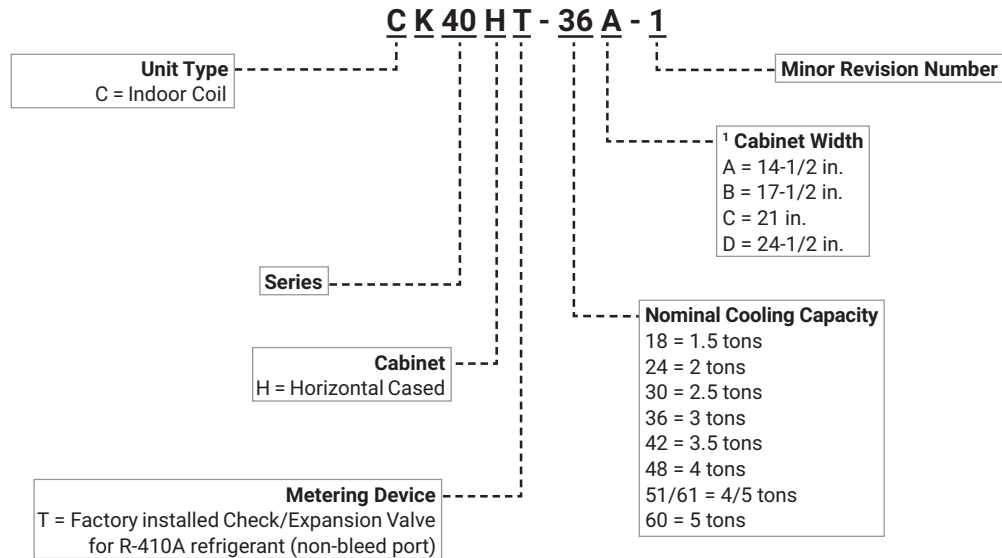 C K 40 H T - 36 A - 1
Unit Type
C = Indoor Coil
Minor Revision Number
¹ Cabinet Width
A = 14-1/2 in.
B = 17-1/2 in.
C = 21 in.
D = 24-1/2 in.
Series
Nominal Cooling Capacity
18 = 1.5 tons
24 = 2 tons
30 = 2.5 tons
36 = 3 tons
42 = 3.5 tons
48 = 4 tons
51/61 = 4/5 tons
60 = 5 tons
Cabinet
H = Horizontal Cased
Metering Device
T = Factory installed Check/Expansion Valve
for R-410A refrigerant (non-bleed port)